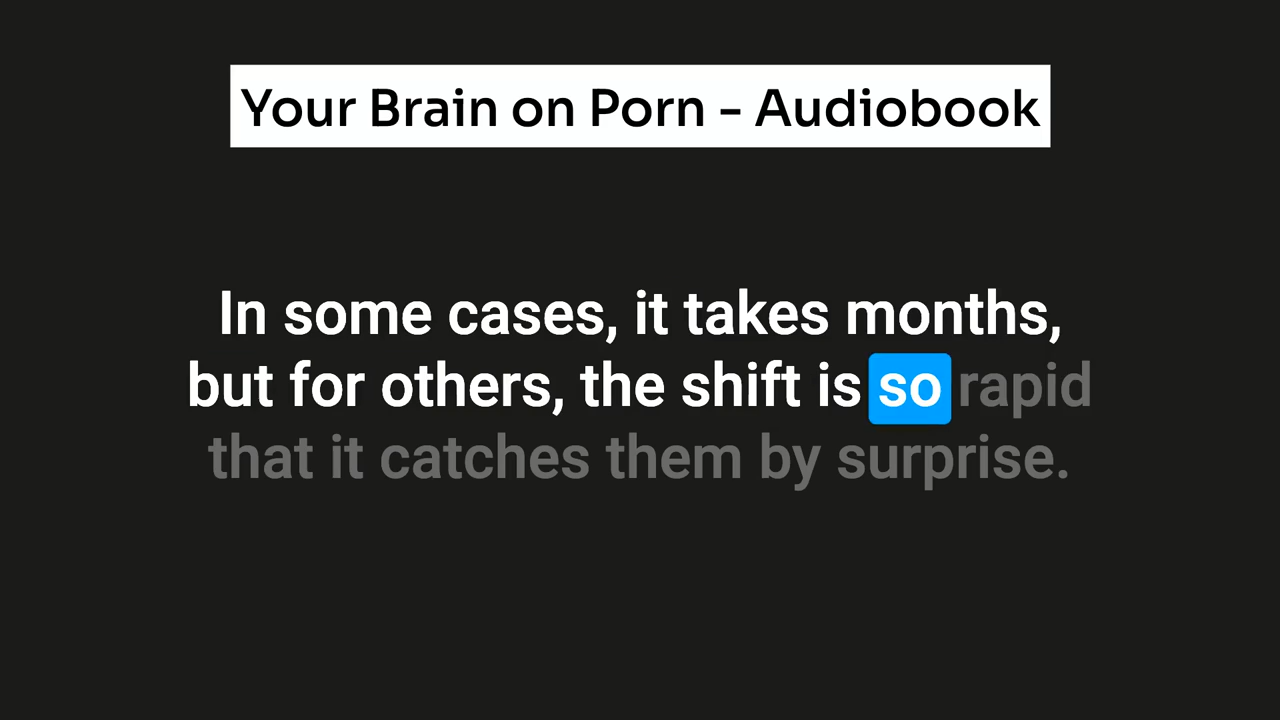 Your Brain on Porn - Audiobook
In some cases, it takes months,
but for others, the shift is so rapid
that it catches them by surprise.